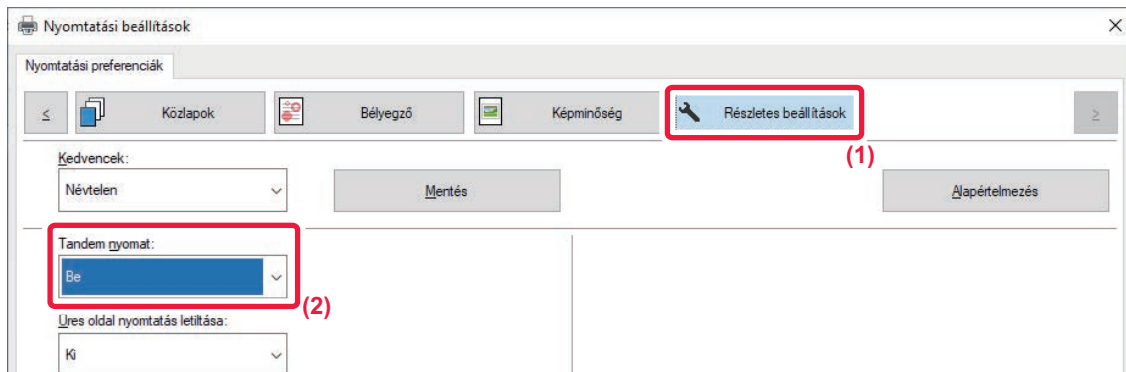 Nyomtatási beállítások
Nyomtatási preferenciák
< Közlapok Bélyegző Képminőség Részletes beállítások >
(1)
Kedvencek:
Névtelen Mentés Alapértelmezés
Tandem nyomat:
Be
(2)
Üres oldal nyomtatás letiltása:
Ki